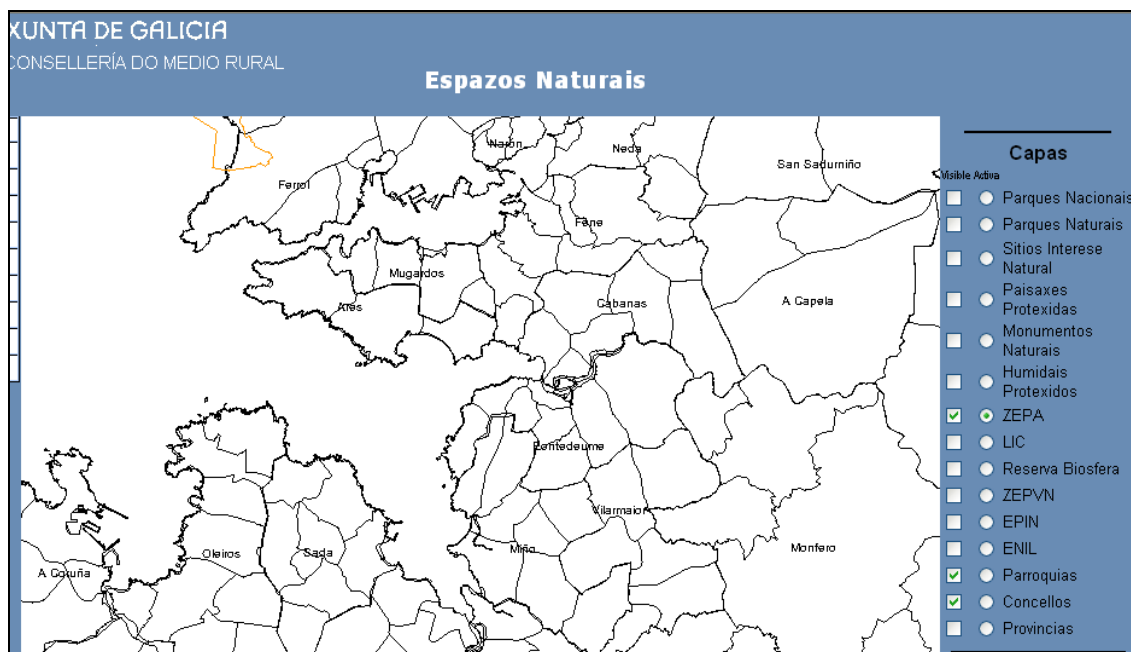 XUNTA DE GALICIA
CONSELLERÍA DO MEDIO RURAL
Espazos Naturais
Narón
Neda
San Sadurniño
Ferrol
Fene
Mugardos
Ares
Cabanas
A Capela
Pontedeume
Vilarmaior
Miño
Monfero
Oleiros
Sada
A Coruña
Capas
Visible Activa
Parques Nacionais
Parques Naturais
Sitios Interese
Natural
Paisaxes
Protexidas
Monumentos
Naturais
Humidais
Protexidos
ZEPA
LIC
Reserva Biosfera
ZEPVN
EPIN
ENIL
Parroquias
Concellos
Provincias